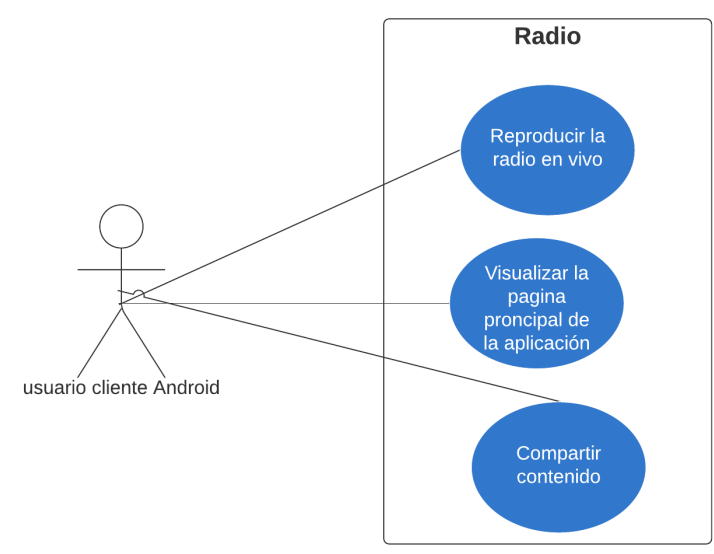 Radio
Reproducir la
radio en vivo
Visualizar la
pagina
proncipal de
la aplicación
usuario cliente Android
Compartir
contenido